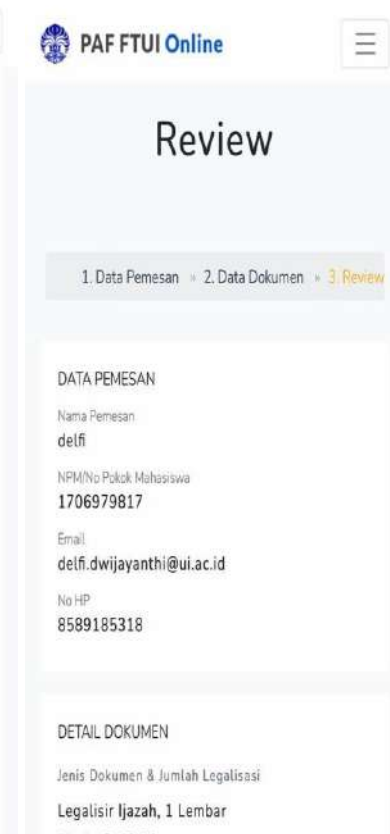 PAF FTUI Online
Review
1. Data Pemesan » 2. Data Dokumen » 3. Review
DATA PEMESAN
Nama Pemesan
delfi
NPM/No Pokok Mahasiswa
1706979817
Email
delfi.dwijayanthi@ui.ac.id
No HP
8589185318
DETAIL DOKUMEN
Jenis Dokumen & Jumlah Legalisasi
Legalisir Ijazah, 1 Lembar